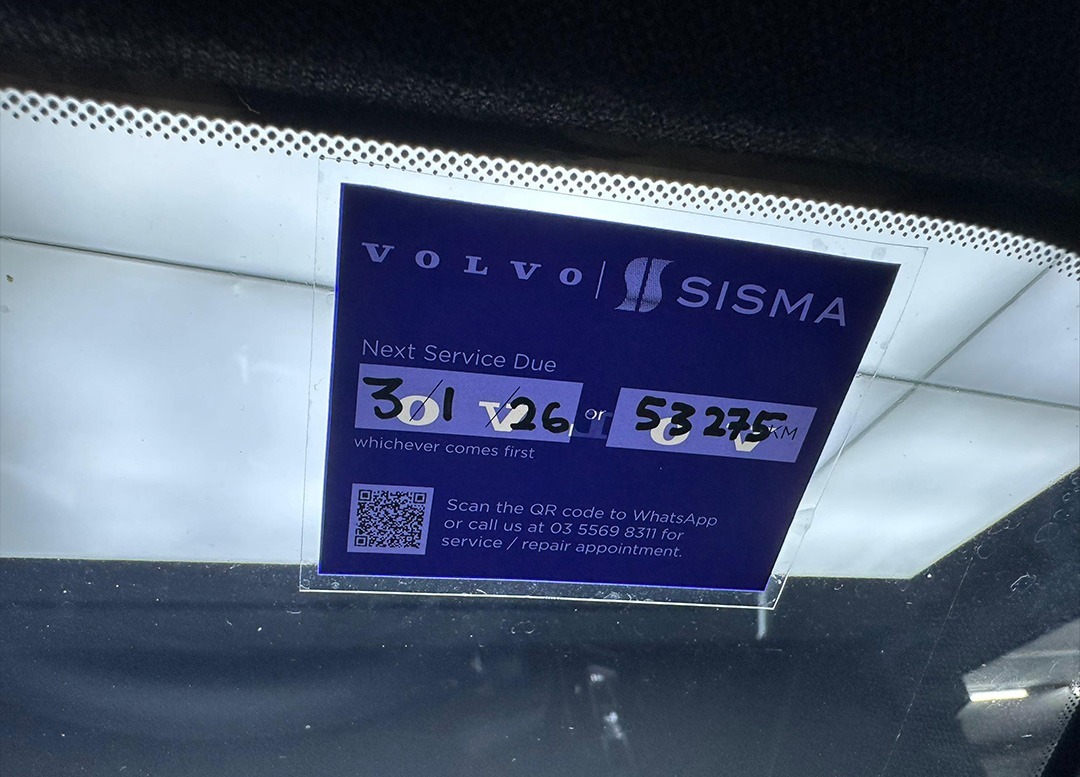 VOLVO | SISMA
Next Service Due
3/1/26 or 53275 KM
whichever comes first
Scan the QR code to WhatsApp
or call us at 03 5569 8311 for
service / repair appointment.